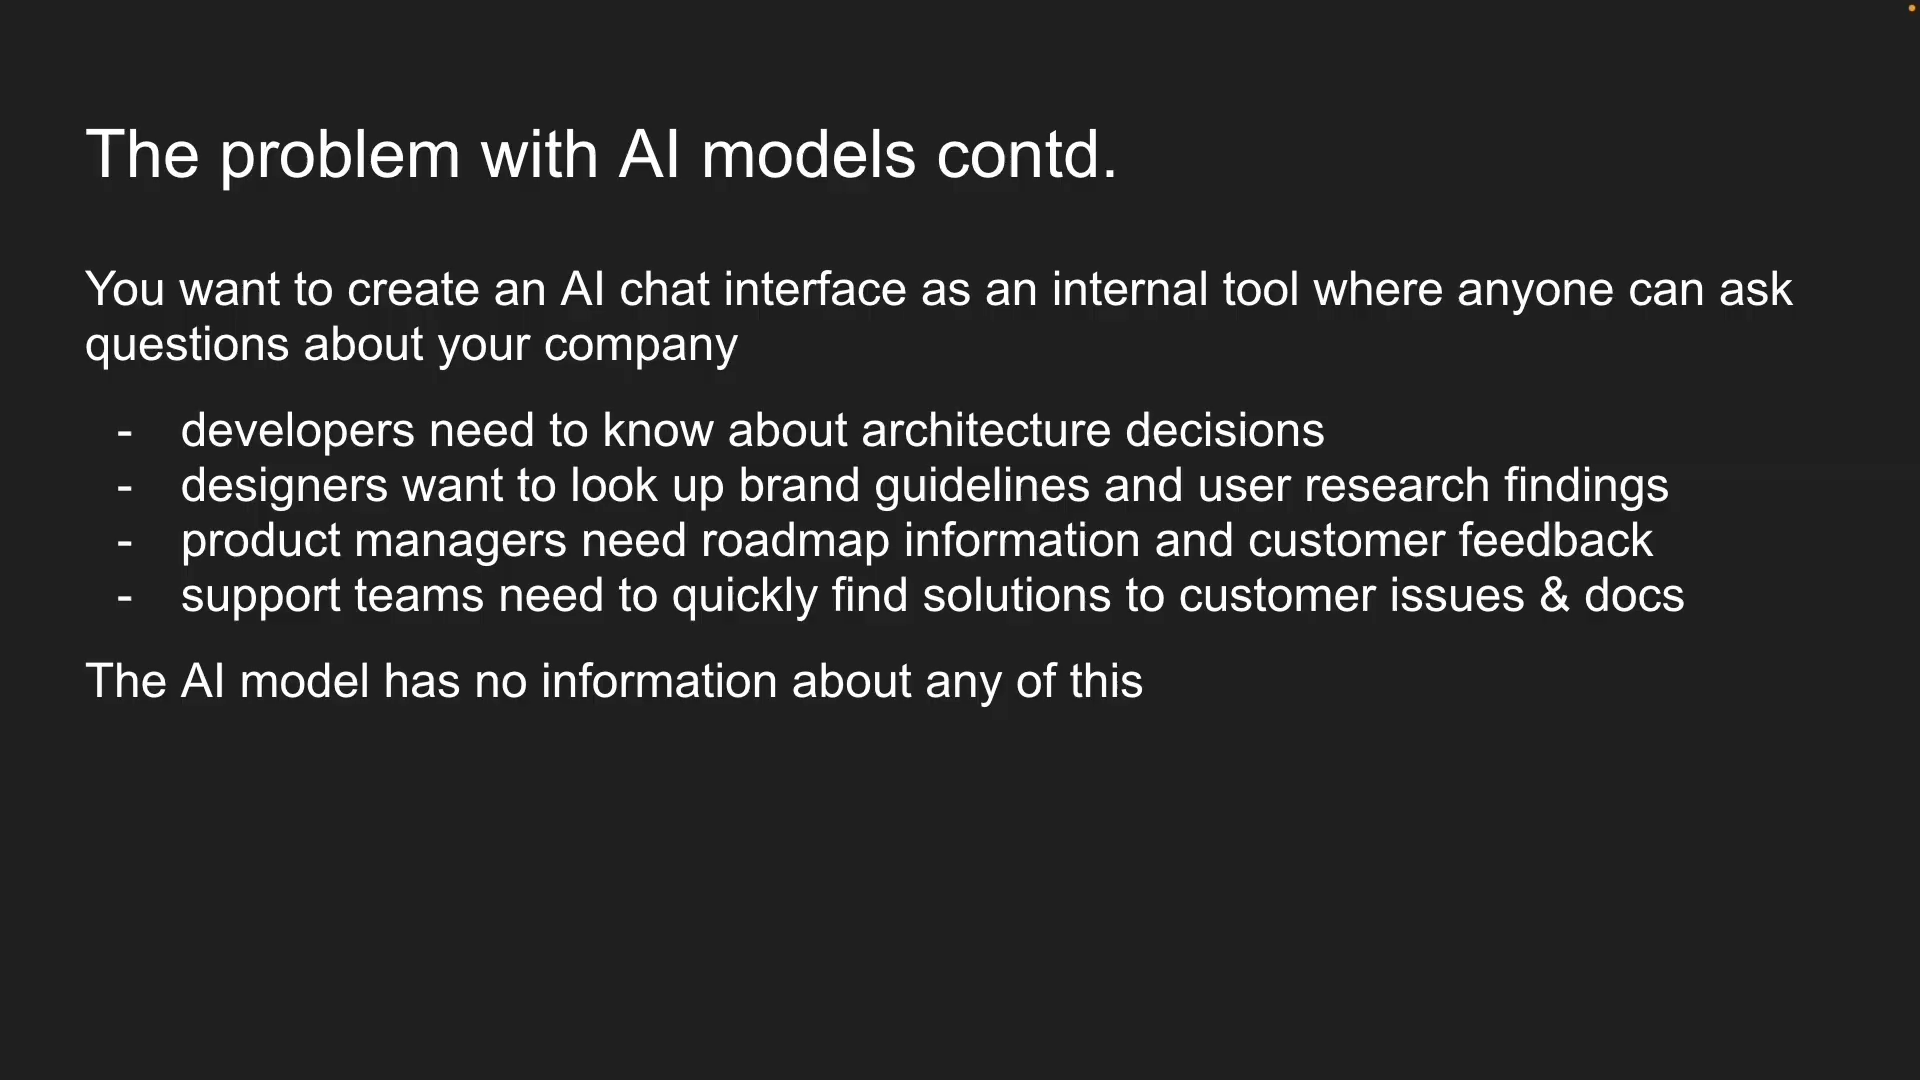 The problem with AI models contd.
You want to create an AI chat interface as an internal tool where anyone can ask
questions about your company
- developers need to know about architecture decisions
- designers want to look up brand guidelines and user research findings
- product managers need roadmap information and customer feedback
- support teams need to quickly find solutions to customer issues & docs
The AI model has no information about any of this